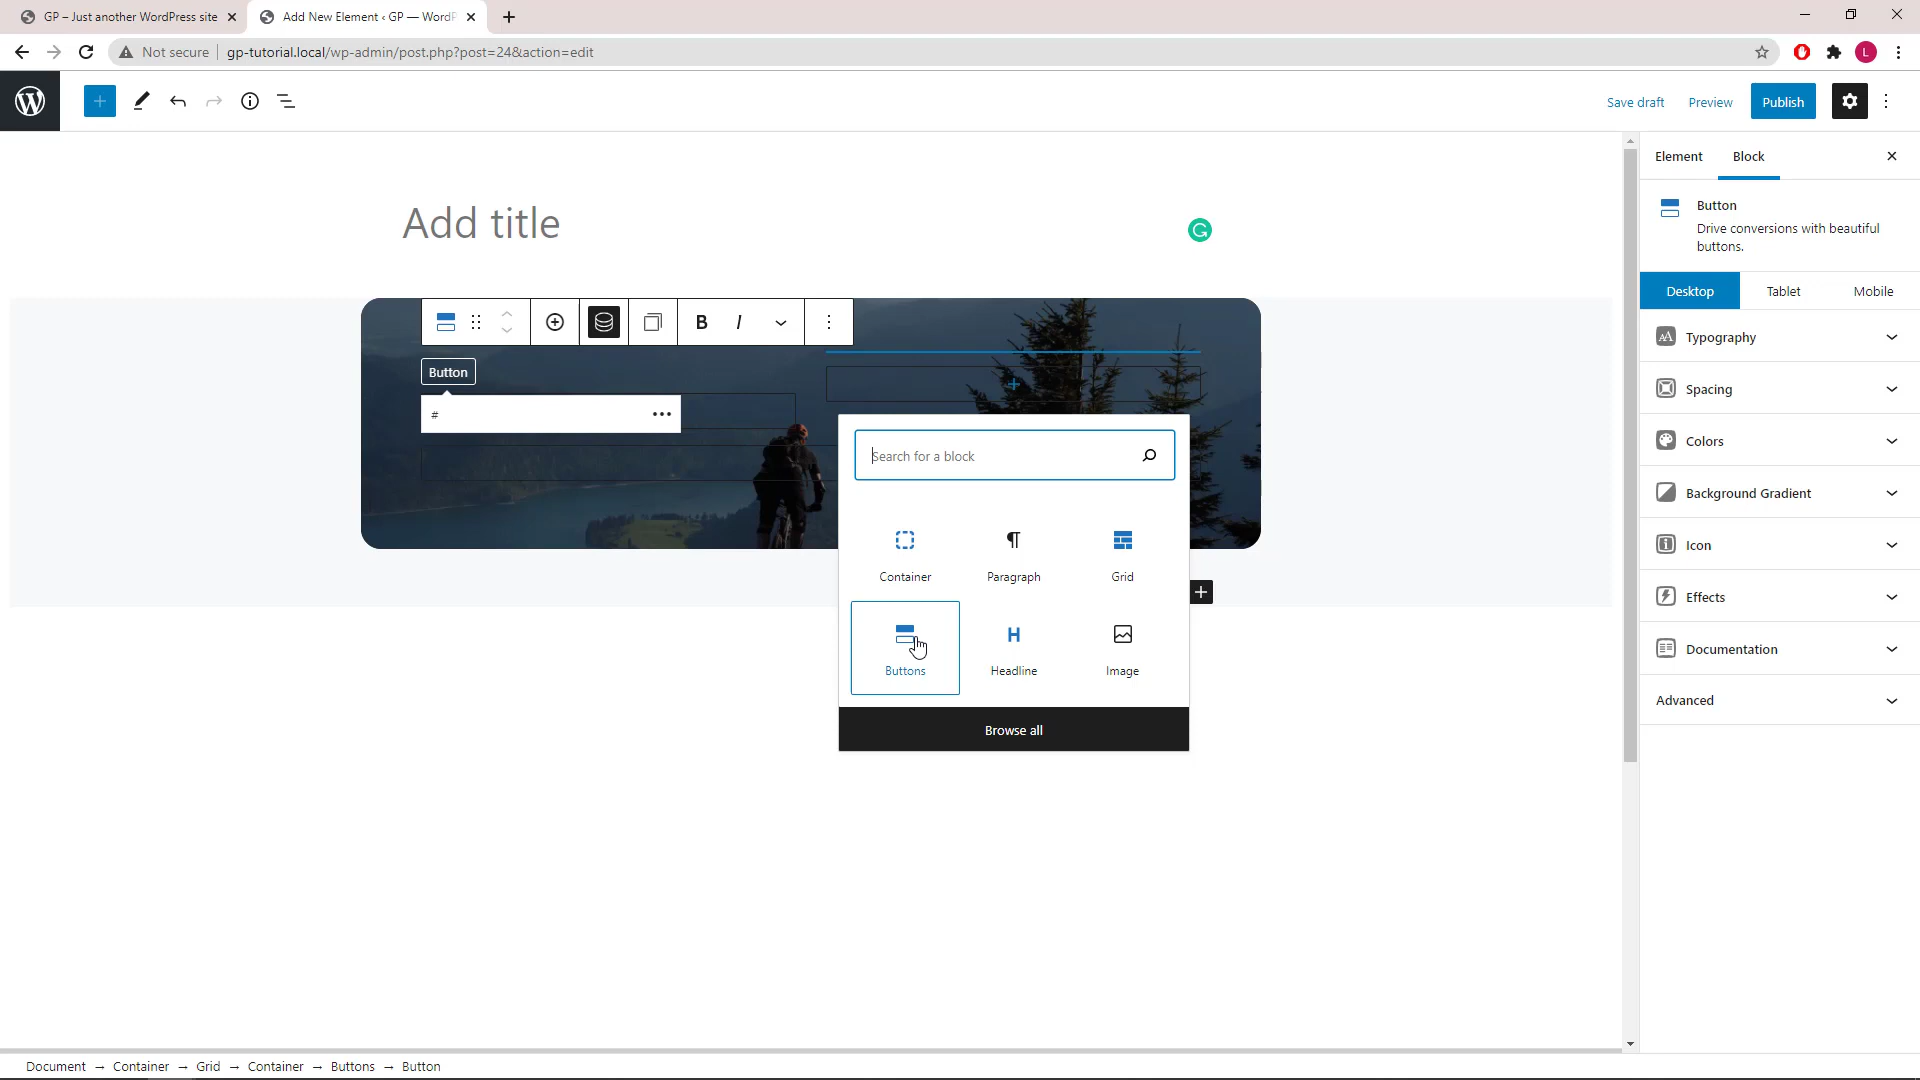 GP – Just another WordPress site
Add New Element ‹ GP — WordP
Not secure
gp-tutorial.local/wp-admin/post.php?post=24&action=edit
L
Save draft
Preview
Publish
Element
Block
Add title
Button
Drive conversions with beautiful
buttons.
Desktop
Tablet
Mobile
B
I
Button
#
Typography
Spacing
Colors
Background Gradient
Icon
Effects
Documentation
Advanced
Search for a block
Container
Paragraph
Grid
Buttons
Headline
Image
Browse all
Document → Container → Grid → Container → Buttons → Button